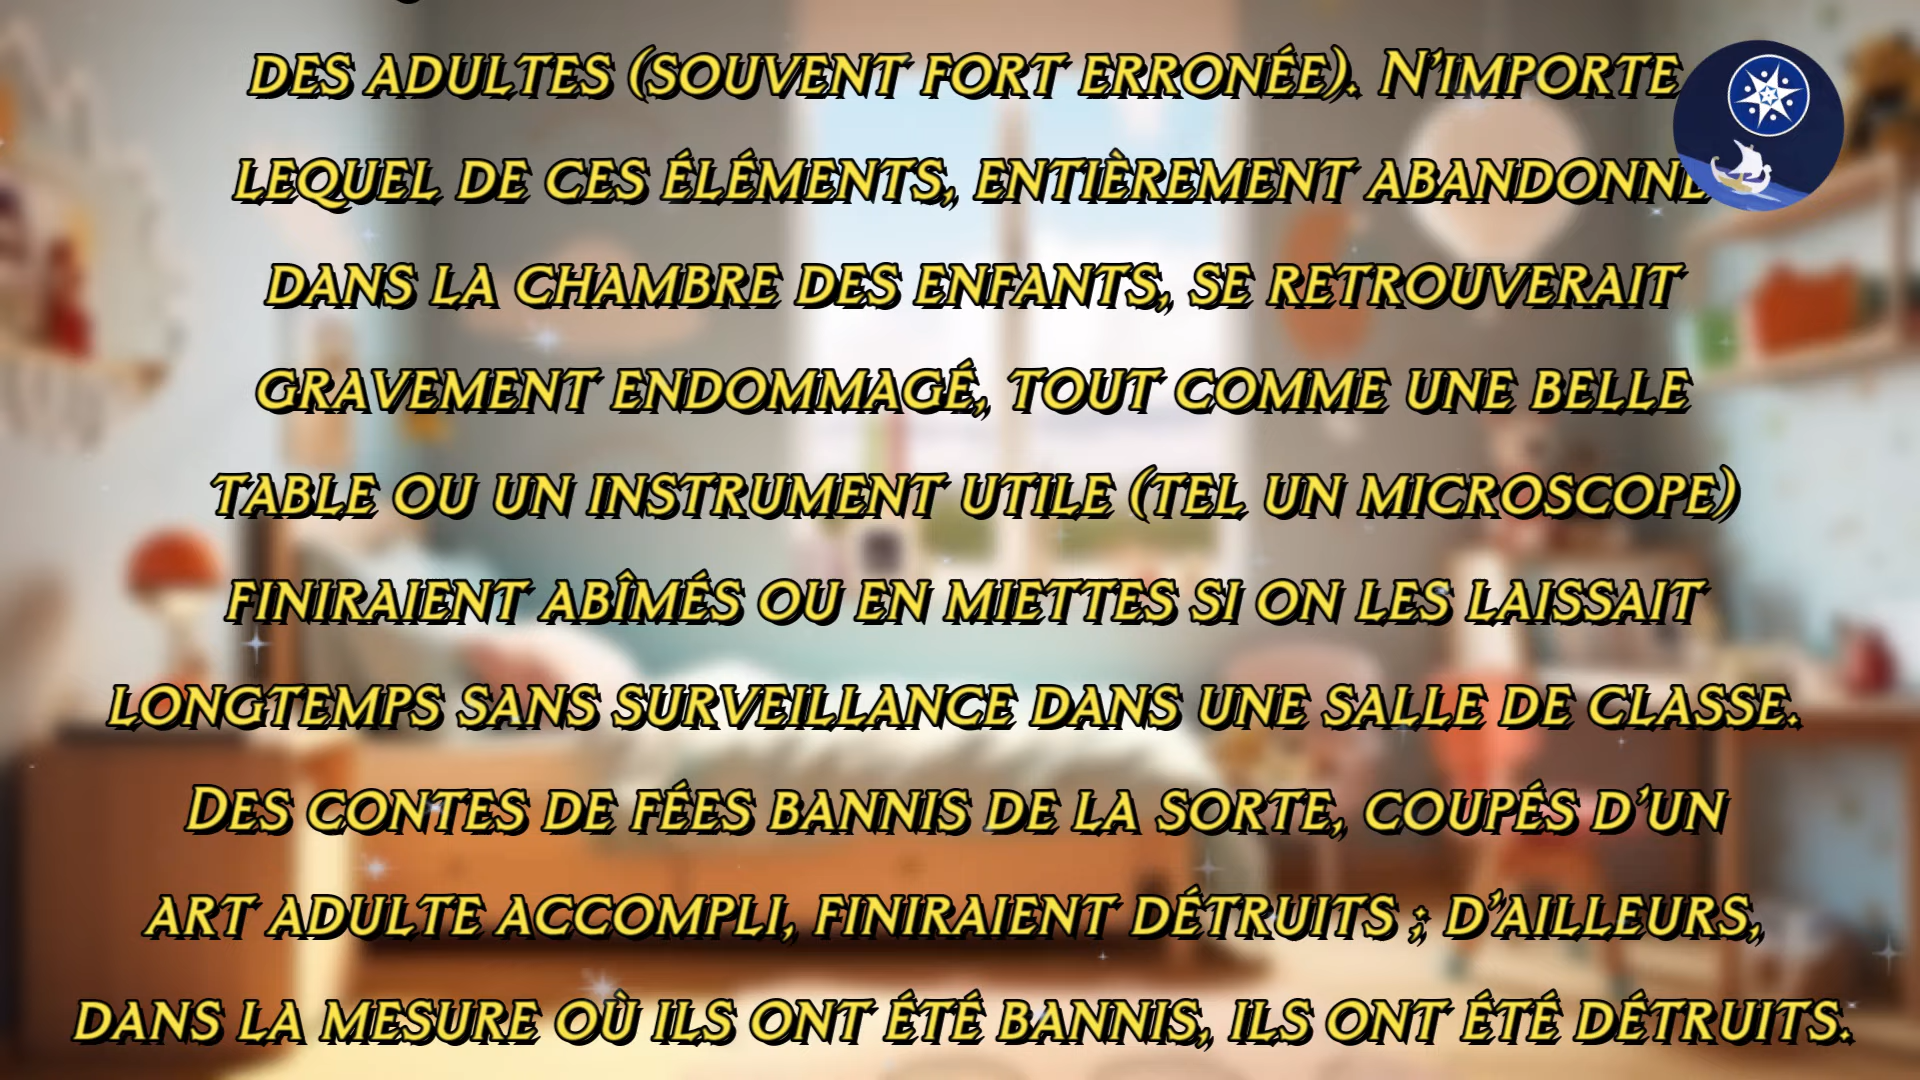 DES ADULTES (SOUVENT FORT ERRONÉE). N’IMPORTE
LEQUEL DE CES ÉLÉMENTS, ENTIÈREMENT ABANDONNÉ
DANS LA CHAMBRE DES ENFANTS, SE RETROUVERAIT
GRAVEMENT ENDOMMAGÉ, TOUT COMME UNE BELLE
TABLE OU UN INSTRUMENT UTILE (TEL UN MICROSCOPE)
FINIRAIENT ABÎMÉS OU EN MIETTES SI ON LES LAISSAIT
LONGTEMPS SANS SURVEILLANCE DANS UNE SALLE DE CLASSE.
DES CONTES DE FÉES BANNIS DE LA SORTE, COUPÉS D’UN
ART ADULTE ACCOMPLI, FINIRAIENT DÉTRUITS ; D’AILLEURS,
DANS LA MESURE OÙ ILS ONT ÉTÉ BANNIS, ILS ONT ÉTÉ DÉTRUITS.